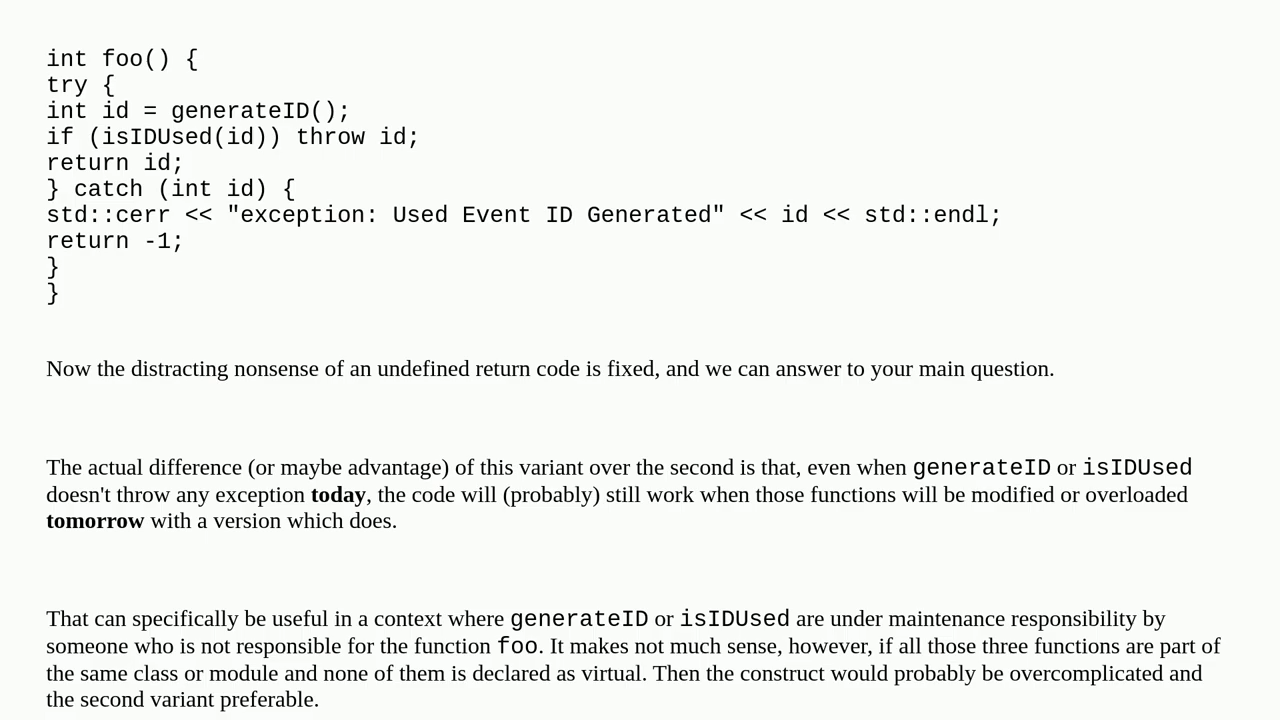 int foo() {
try {
int id = generateID();
if (isIDUsed(id)) throw id;
return id;
} catch (int id) {
std::cerr << "exception: Used Event ID Generated" << id << std::endl;
return -1;
}
}
Now the distracting nonsense of an undefined return code is fixed, and we can answer to your main question.
The actual difference (or maybe advantage) of this variant over the second is that, even when generateID or isIDUsed
doesn't throw any exception today, the code will (probably) still work when those functions will be modified or overloaded
tomorrow with a version which does.
That can specifically be useful in a context where generateID or isIDUsed are under maintenance responsibility by
someone who is not responsible for the function foo. It makes not much sense, however, if all those three functions are part of
the same class or module and none of them is declared as virtual. Then the construct would probably be overcomplicated and
the second variant preferable.